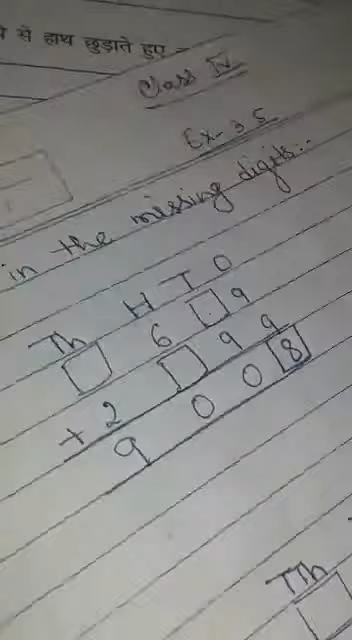 से हाथ छुड़ाते हुए
Class IV
Ex-3.5
in the missing digits:-
Th H T O
□ 6 □ 9
+ 2 □ 9 9
9 0 0 8
TTh